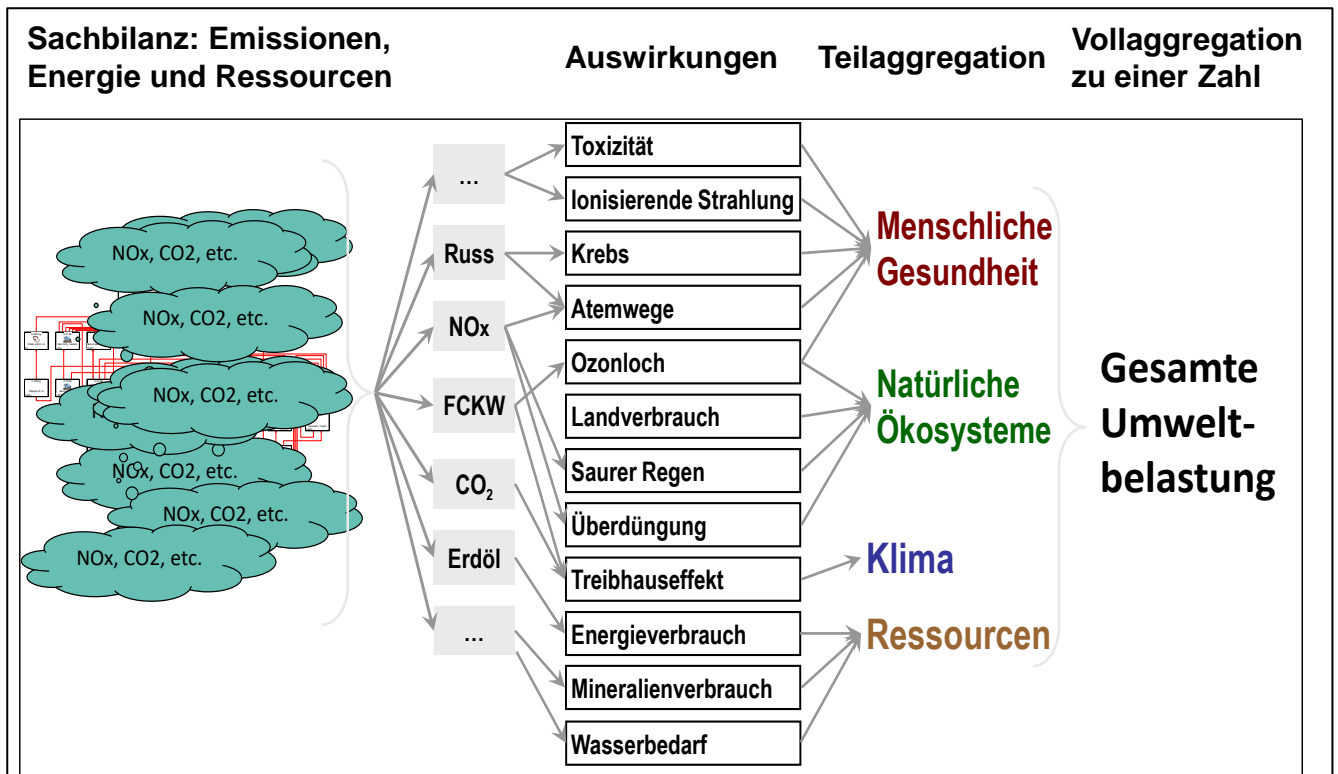 Sachbilanz: Emissionen,
Energie und Ressourcen
Auswirkungen
Teilaggregation
Vollaggregation
zu einer Zahl
NOx, CO2, etc.
NOx, CO2, etc.
NOx, CO2, etc.
NOx, CO2, etc.
NOx, CO2, etc.
NOx, CO2, etc.
…
Russ
NOx
FCKW
CO2
Erdöl
…
Toxizität
Ionisierende Strahlung
Krebs
Atemwege
Ozonloch
Landverbrauch
Saurer Regen
Überdüngung
Treibhauseffekt
Energieverbrauch
Mineralienverbrauch
Wasserbedarf
Menschliche
Gesundheit
Natürliche
Ökosysteme
Klima
Ressourcen
Gesamte
Umwelt-
belastung